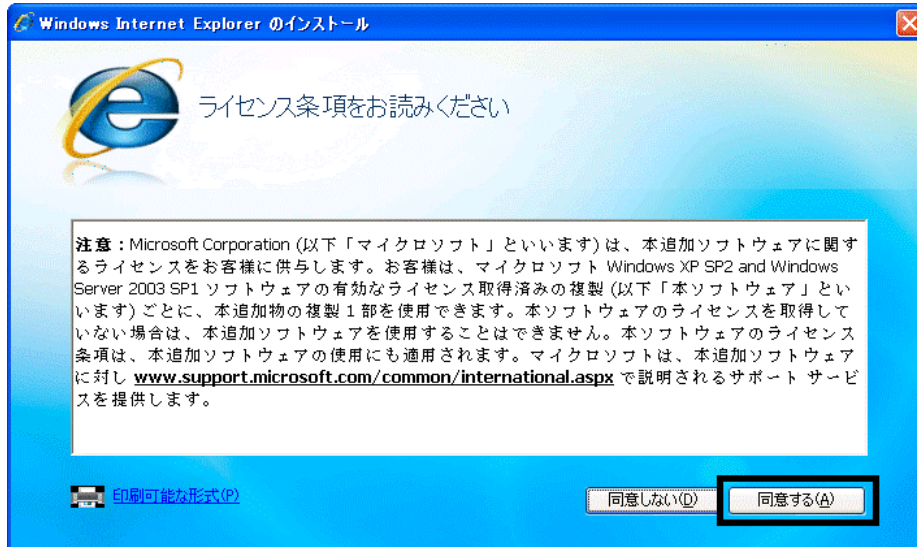 Windows Internet Explorer のインストール
ライセンス条項をお読みください
注意：Microsoft Corporation (以下「マイクロソフト」といいます) は、本追加ソフトウェアに関す
るライセンスをお客様に供与します。お客様は、マイクロソフト Windows XP SP2 and Windows
Server 2003 SP1 ソフトウェアの有効なライセンス取得済みの複製 (以下「本ソフトウェア」とい
います) ごとに、本追加物の複製 1 部を使用できます。本ソフトウェアのライセンスを取得して
いない場合は、本追加ソフトウェアを使用することはできません。本ソフトウェアのライセンス
条項は、本追加ソフトウェアの使用にも適用されます。マイクロソフトは、本追加ソフトウェア
に対し www.support.microsoft.com/common/international.aspx で説明されるサポート サービ
スを提供します。
印刷可能な形式(P)
同意しない(D)
同意する(A)